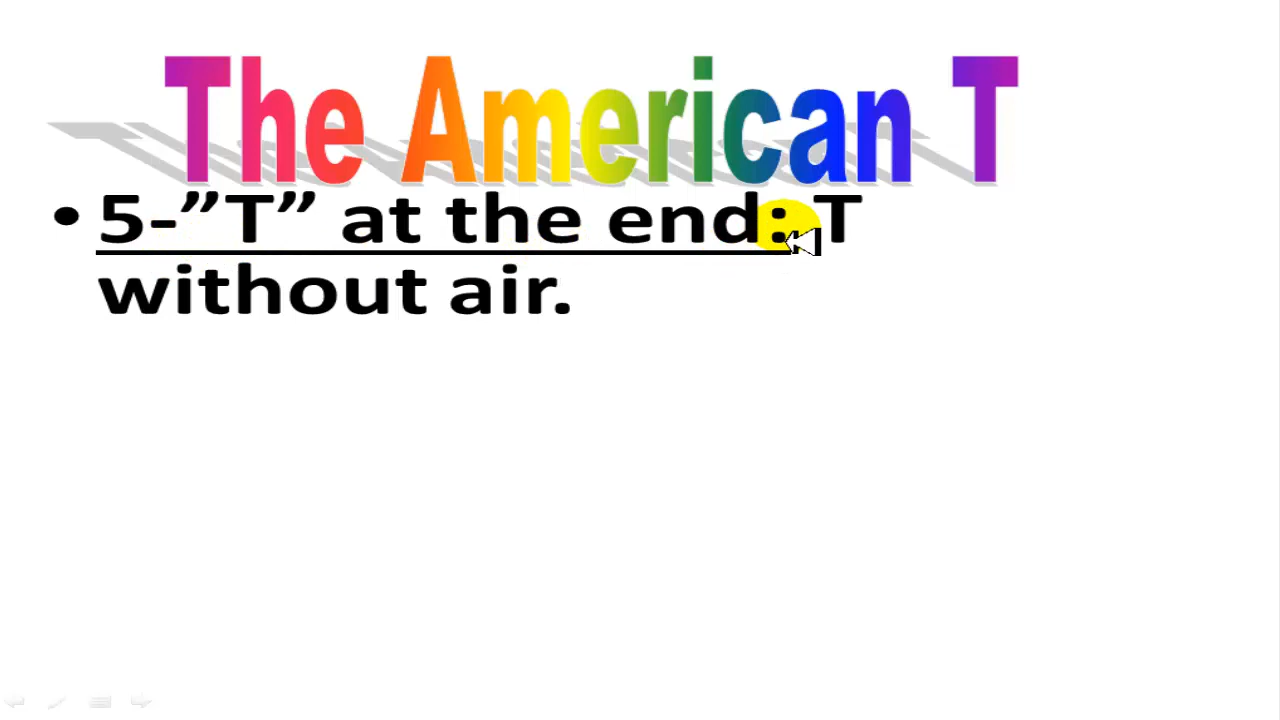 The American T
• 5-”T” at the end: T
without air.